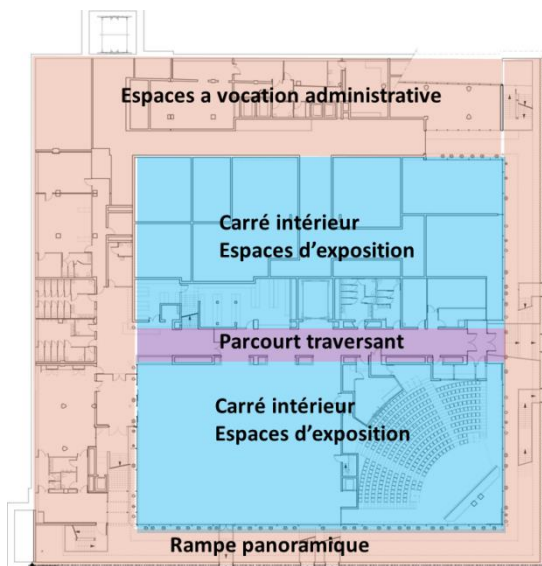 Espaces a vocation administrative
Carré intérieur
Espaces d'exposition
Parcourt traversant
Carré intérieur
Espaces d'exposition
Rampe panoramique